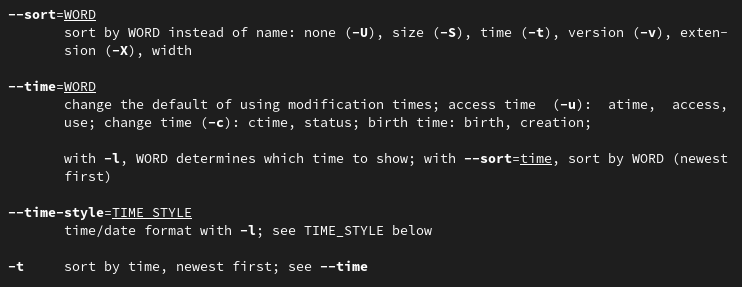 --sort=WORD
sort by WORD instead of name: none (-U), size (-S), time (-t), version (-v), exten-
sion (-X), width
--time=WORD
change the default of using modification times; access time (-u): atime, access,
use; change time (-c): ctime, status; birth time: birth, creation;
with -l, WORD determines which time to show; with --sort=time, sort by WORD (newest
first)
--time-style=TIME_STYLE
time/date format with -l; see TIME_STYLE below
-t sort by time, newest first; see --time